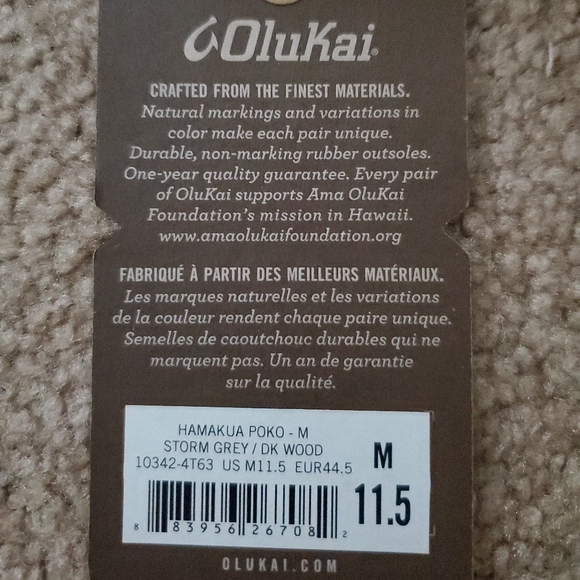 OluKai®
CRAFTED FROM THE FINEST MATERIALS.
Natural markings and variations in
color make each pair unique.
Durable, non-marking rubber outsoles.
One-year quality guarantee. Every pair
of OluKai supports Ama OluKai
Foundation's mission in Hawaii.
www.amaolukaifoundation.org
FABRIQUÉ À PARTIR DES MEILLEURS MATÉRIAUX.
Les marques naturelles et les variations
de la couleur rendent chaque paire unique.
Semelles de caoutchouc durables qui ne
marquent pas. Un an de garantie
sur la qualité.
HAMAKUA POKO - M
STORM GREY / DK WOOD
10342-4T63 US M11.5 EUR44.5
M
11.5
8 83956 26708 2
OLUKAI.COM